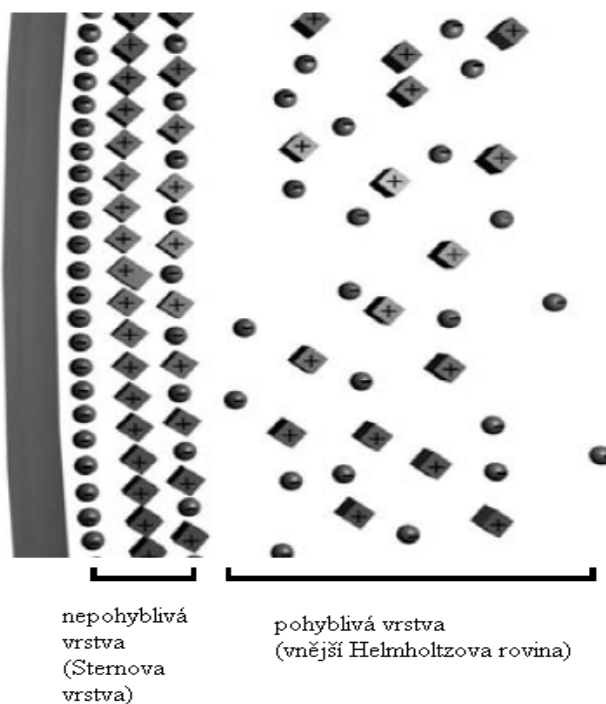 nepohyblivá
vrstva
(Sternova
vrstva)
pohyblivá vrstva
(vnější Helmholtzova rovina)